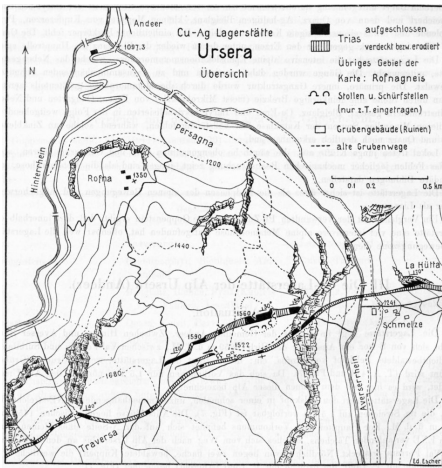 Andeer
1097.3
Cu-Ag Lagerstätte
Ursera
Übersicht
Trias
aufgeschlossen
verdeckt bzw. erodiert
Übriges Gebiet der
Karte: Rofnagneis
Stollen u. Schürfstellen
(nur z.T. eingetragen)
Grubengebäude (Ruinen)
alte Grubenwege
0 0.1 0.2 0.5 km
N
Hinterrhein
Persagna
1200
Rofna
1350
1440
La Hütta
1241
Schmelze
1560
1590
1522
1680
Averserrhein
Traversa
Ed. Escher